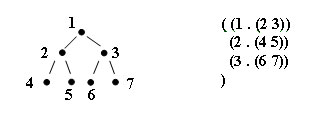 1
2 3
4 5 6 7
( (1 . (2 3))
(2 . (4 5))
(3 . (6 7))
)